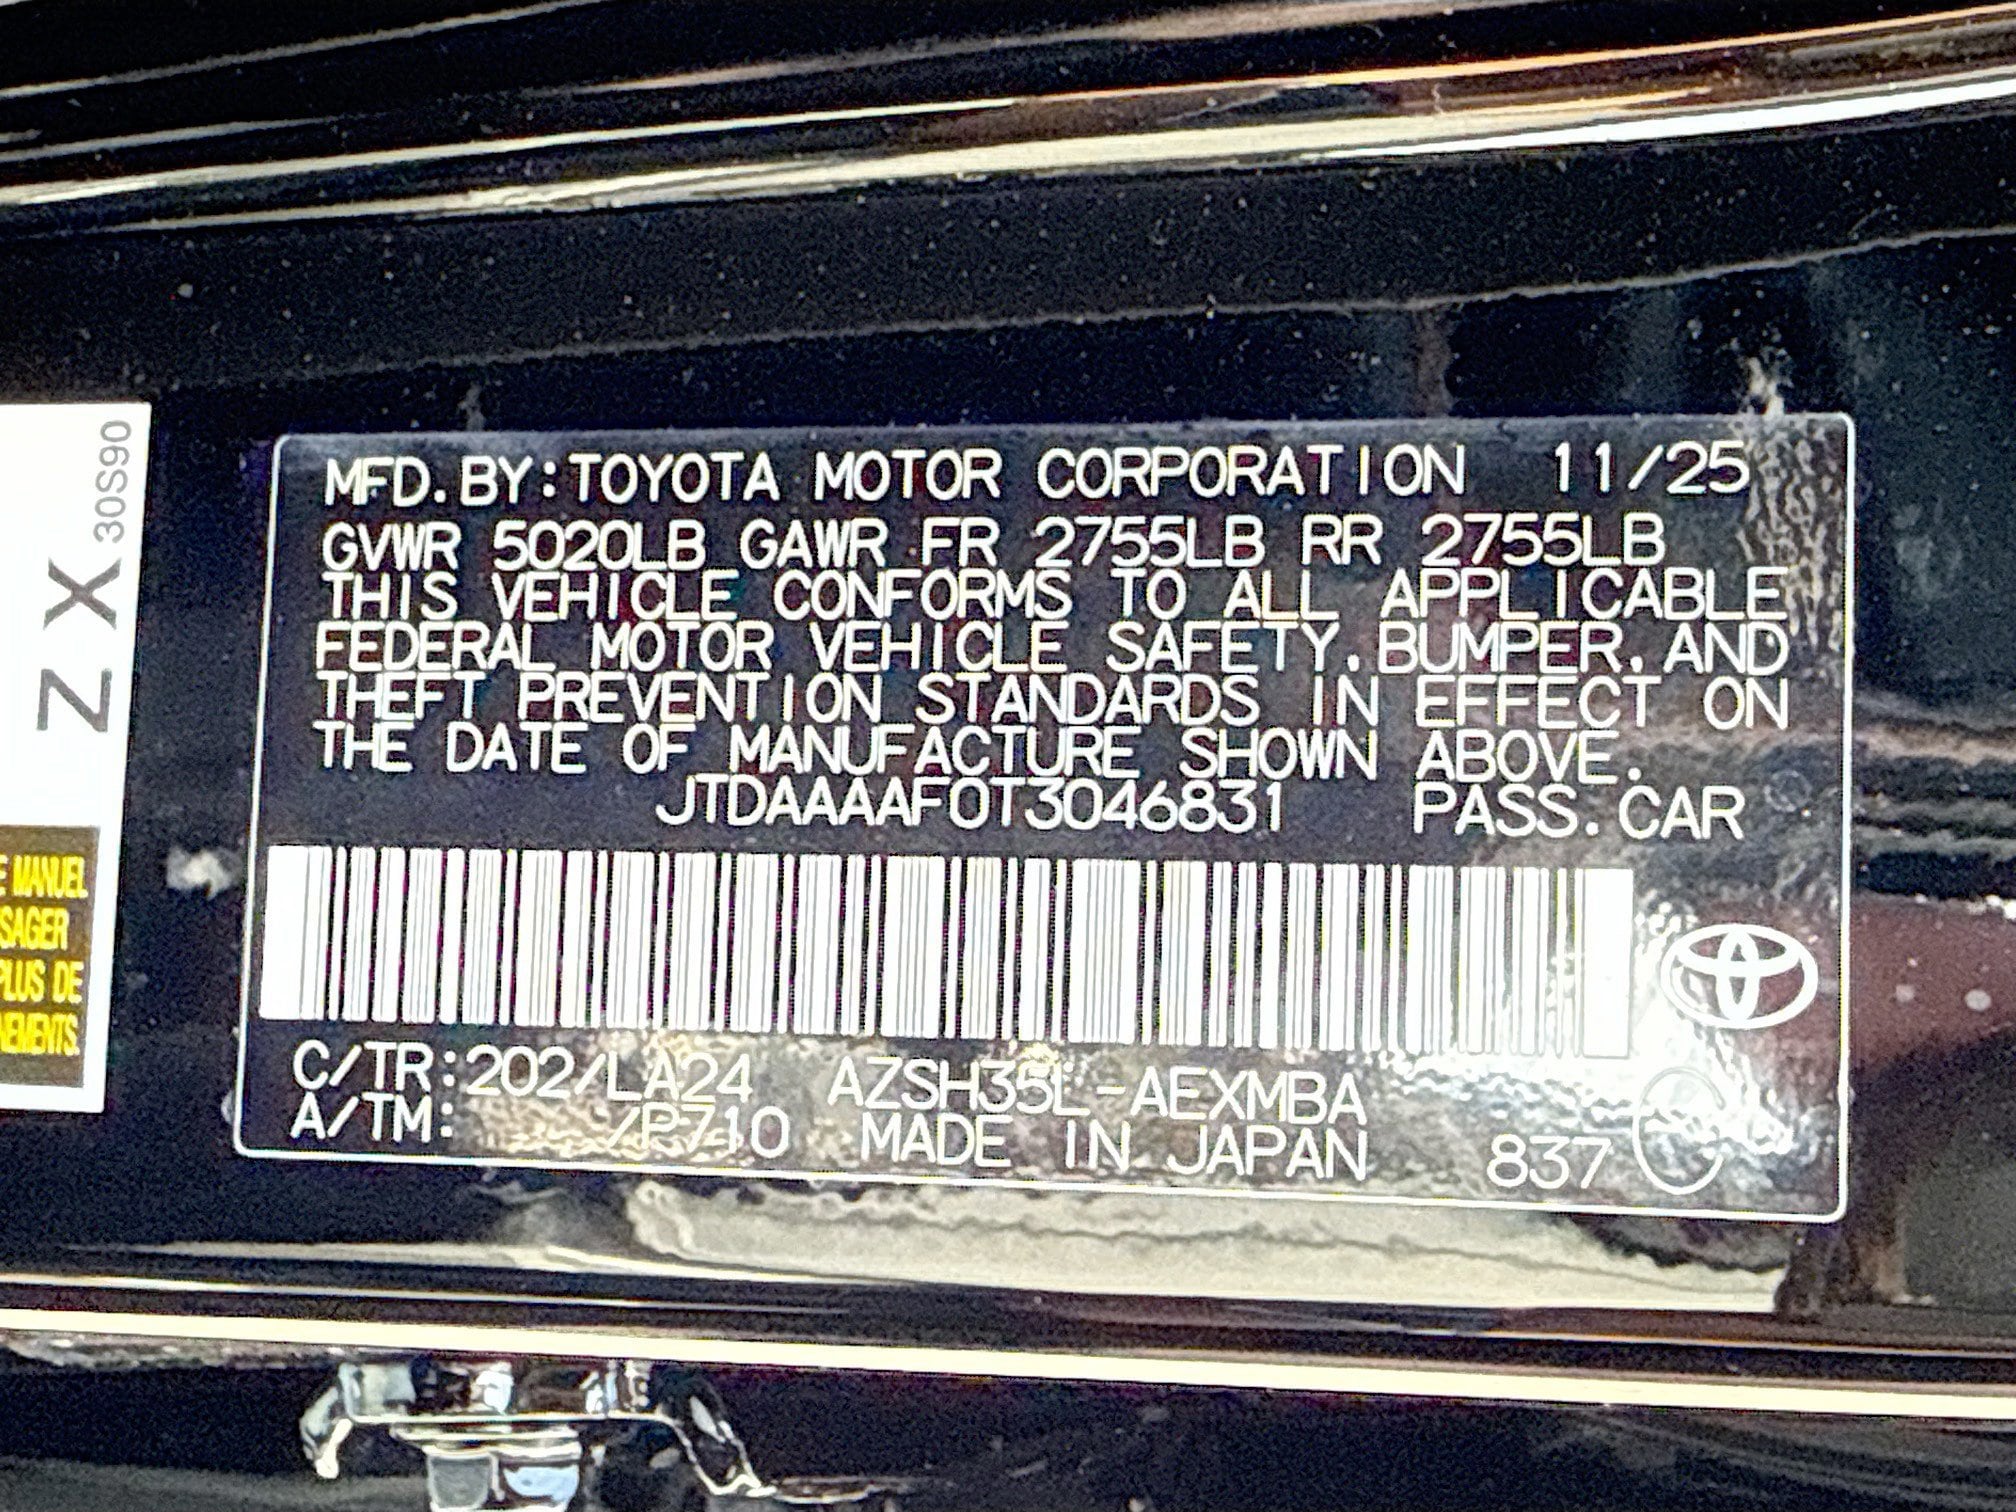 MFD. BY: TOYOTA MOTOR CORPORATION 11/25
GVWR 5020LB GAWR FR 2755LB RR 2755LB
THIS VEHICLE CONFORMS TO ALL APPLICABLE
FEDERAL MOTOR VEHICLE SAFETY, BUMPER, AND
THEFT PREVENTION STANDARDS IN EFFECT ON
THE DATE OF MANUFACTURE SHOWN ABOVE.
JTDAAAAF0T3046831 PASS. CAR
C/TR: 202/LA24 AZSH35L-AEXMBA
A/TM: /P710 MADE IN JAPAN 837 C
ZX 30S90
E MANUEL
SAGER
PLUS DE
NEMENTS.